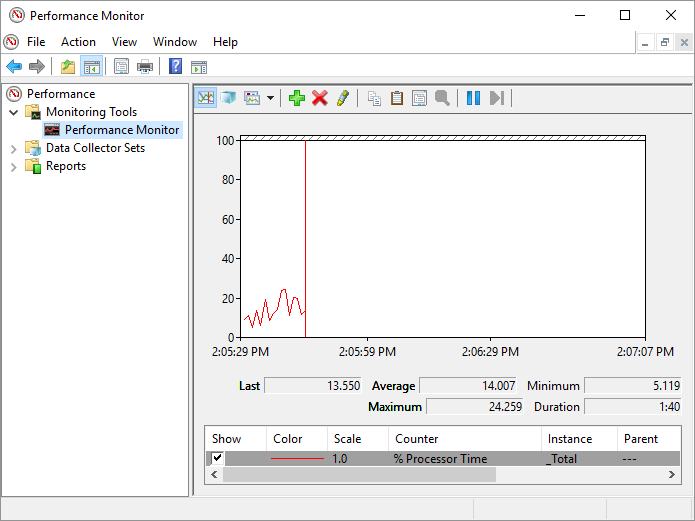 Performance Monitor
File Action View Window Help
Performance
Monitoring Tools
Performance Monitor
Data Collector Sets
Reports
100
80
60
40
20
0
2:05:29 PM 2:05:59 PM 2:06:29 PM 2:07:07 PM
Last 13.550 Average 14.007 Minimum 5.119
Maximum 24.259 Duration 1:40
Show Color Scale Counter Instance Parent
1.0 % Processor Time _Total ---